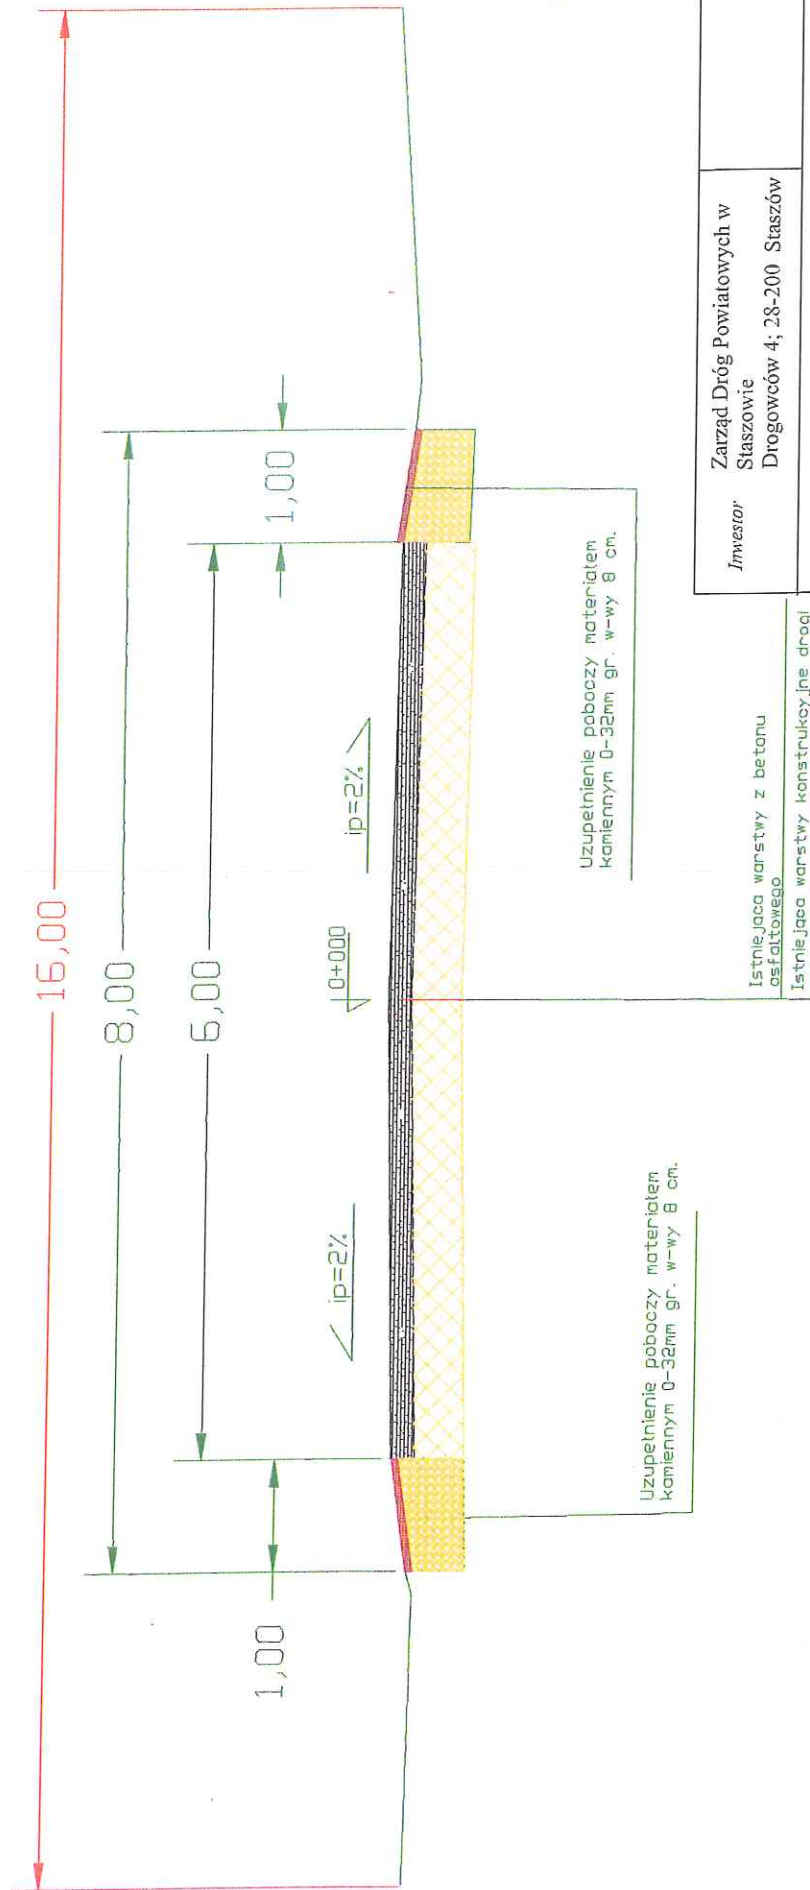 16,00
8,00
6,00
1,00
1,00
ip=2%
0+000
ip=2%
Uzupełnienie poboczy materiałem
kamiennym 0-32mm gr. w-wy 8 cm.
Uzupełnienie poboczy materiałem
kamiennym 0-32mm gr. w-wy 8 cm.
Istniejaca warstwy z betonu
asfaltowego
Istniejaca warstwy konstrukcyjne drogi
Inwestor
Zarząd Dróg Powiatowych w
Staszowie
Drogowców 4; 28-200 Staszów